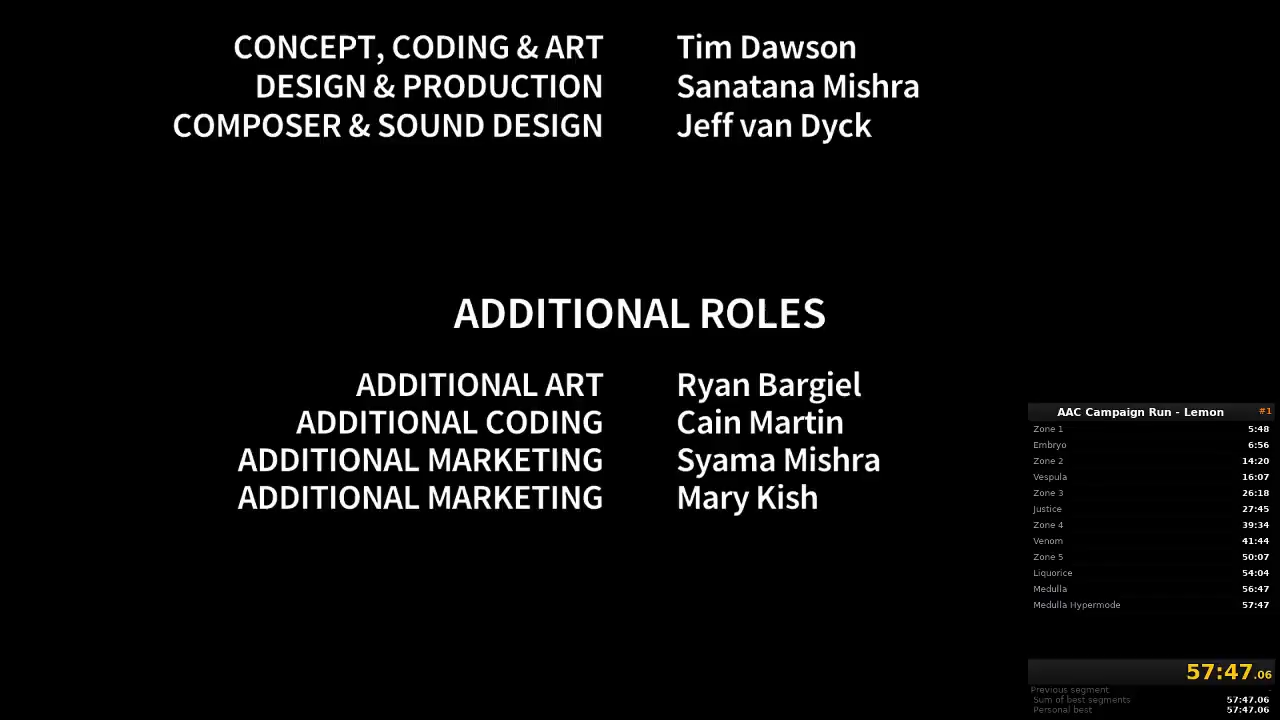 CONCEPT, CODING & ART Tim Dawson
DESIGN & PRODUCTION Sanatana Mishra
COMPOSER & SOUND DESIGN Jeff van Dyck
ADDITIONAL ROLES
ADDITIONAL ART Ryan Bargiel
ADDITIONAL CODING Cain Martin
ADDITIONAL MARKETING Syama Mishra
ADDITIONAL MARKETING Mary Kish
AAC Campaign Run - Lemon #1
Zone 1 5:48
Embryo 6:56
Zone 2 14:20
Vespula 16:07
Zone 3 26:18
Justice 27:45
Zone 4 39:34
Venom 41:44
Zone 5 50:07
Liquorice 54:04
Medulla 56:47
Medulla Hypermode 57:47
57:47.06
Previous segment -
Sum of best segments 57:47.06
Personal best 57:47.06